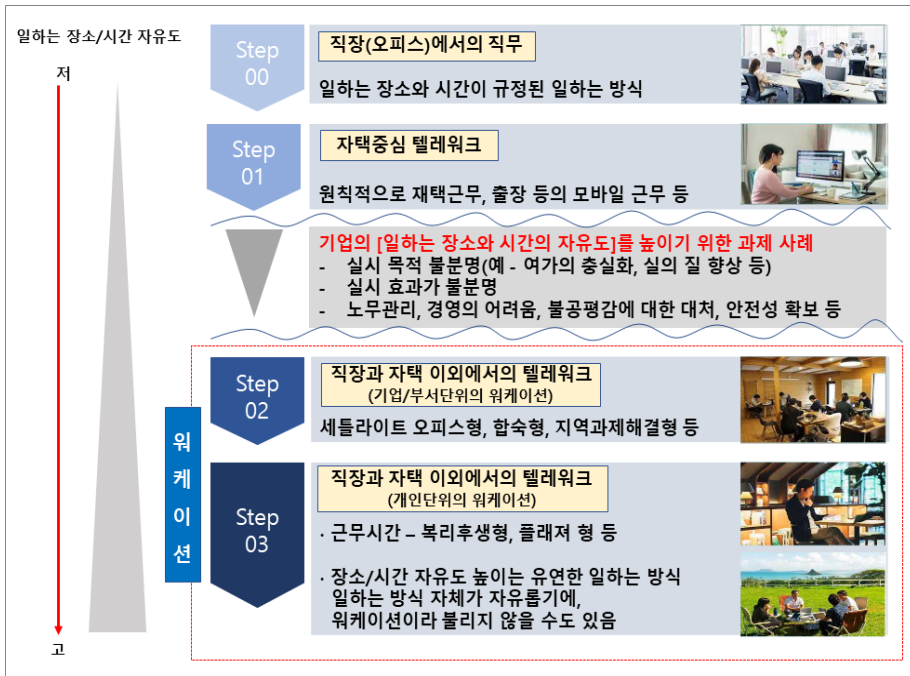 일하는 장소/시간 자유도
저
Step
00
직장(오피스)에서의 직무
일하는 장소와 시간이 규정된 일하는 방식
Step
01
자택중심 텔레워크
원칙적으로 재택근무, 출장 등의 모바일 근무 등
기업의 [일하는 장소와 시간의 자유도]를 높이기 위한 과제 사례
- 실시 목적 불분명(예 - 여가의 충실화, 실의 질 향상 등)
- 실시 효과가 불분명
- 노무관리, 경영의 어려움, 불공평감에 대한 대처, 안전성 확보 등
워
케
이
션
Step
02
직장과 자택 이외에서의 텔레워크
(기업/부서단위의 워케이션)
세틀라이트 오피스형, 합숙형, 지역과제해결형 등
Step
03
직장과 자택 이외에서의 텔레워크
(개인단위의 워케이션)
· 근무시간 – 복리후생형, 플래져 형 등
· 장소/시간 자유도 높이는 유연한 일하는 방식
일하는 방식 자체가 자유롭기에,
워케이션이라 불리지 않을 수도 있음
고